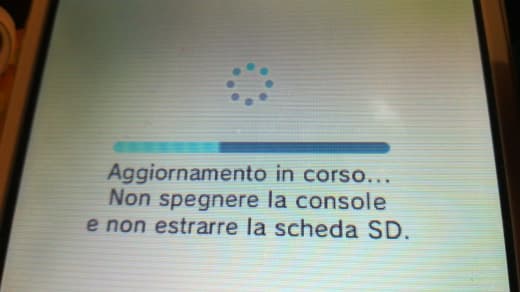 Aggiornamento in corso...
Non spegnere la console
e non estrarre la scheda SD.